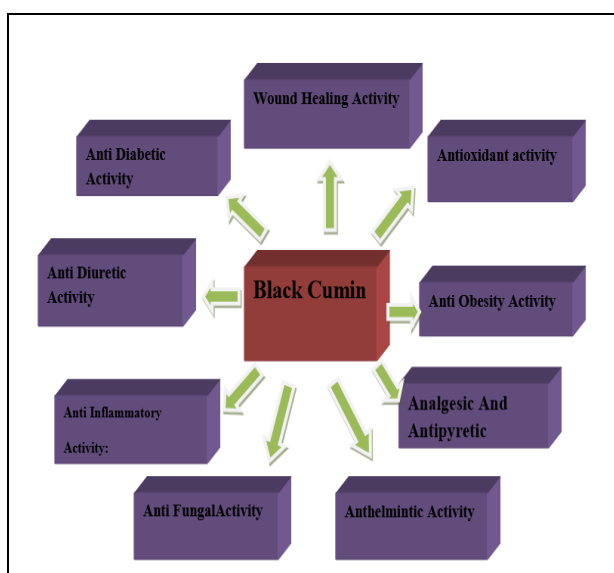 Wound Healing Activity
Anti Diabetic
Activity
Antioxidant activity
Anti Diuretic
Activity
Black Cumin
Anti Obesity Activity
Anti Inflammatory
Activity:
Analgesic And
Antipyretic
Anti FungalActivity
Anthelmintic Activity